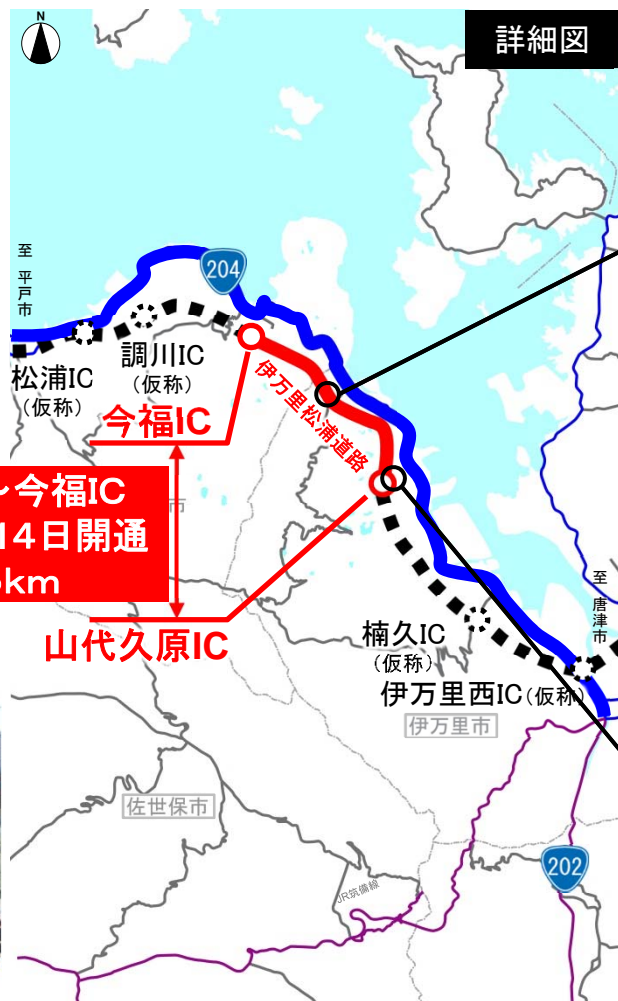 N
詳細図
至 平戸市
204
調川IC
(仮称)
松浦IC
(仮称)
今福IC
伊万里松浦道路
～今福IC
14日開通
km
市
山代久原IC
至 唐津市
楠久IC
(仮称)
伊万里西IC(仮称)
伊万里市
佐世保市
202
JR筑備線